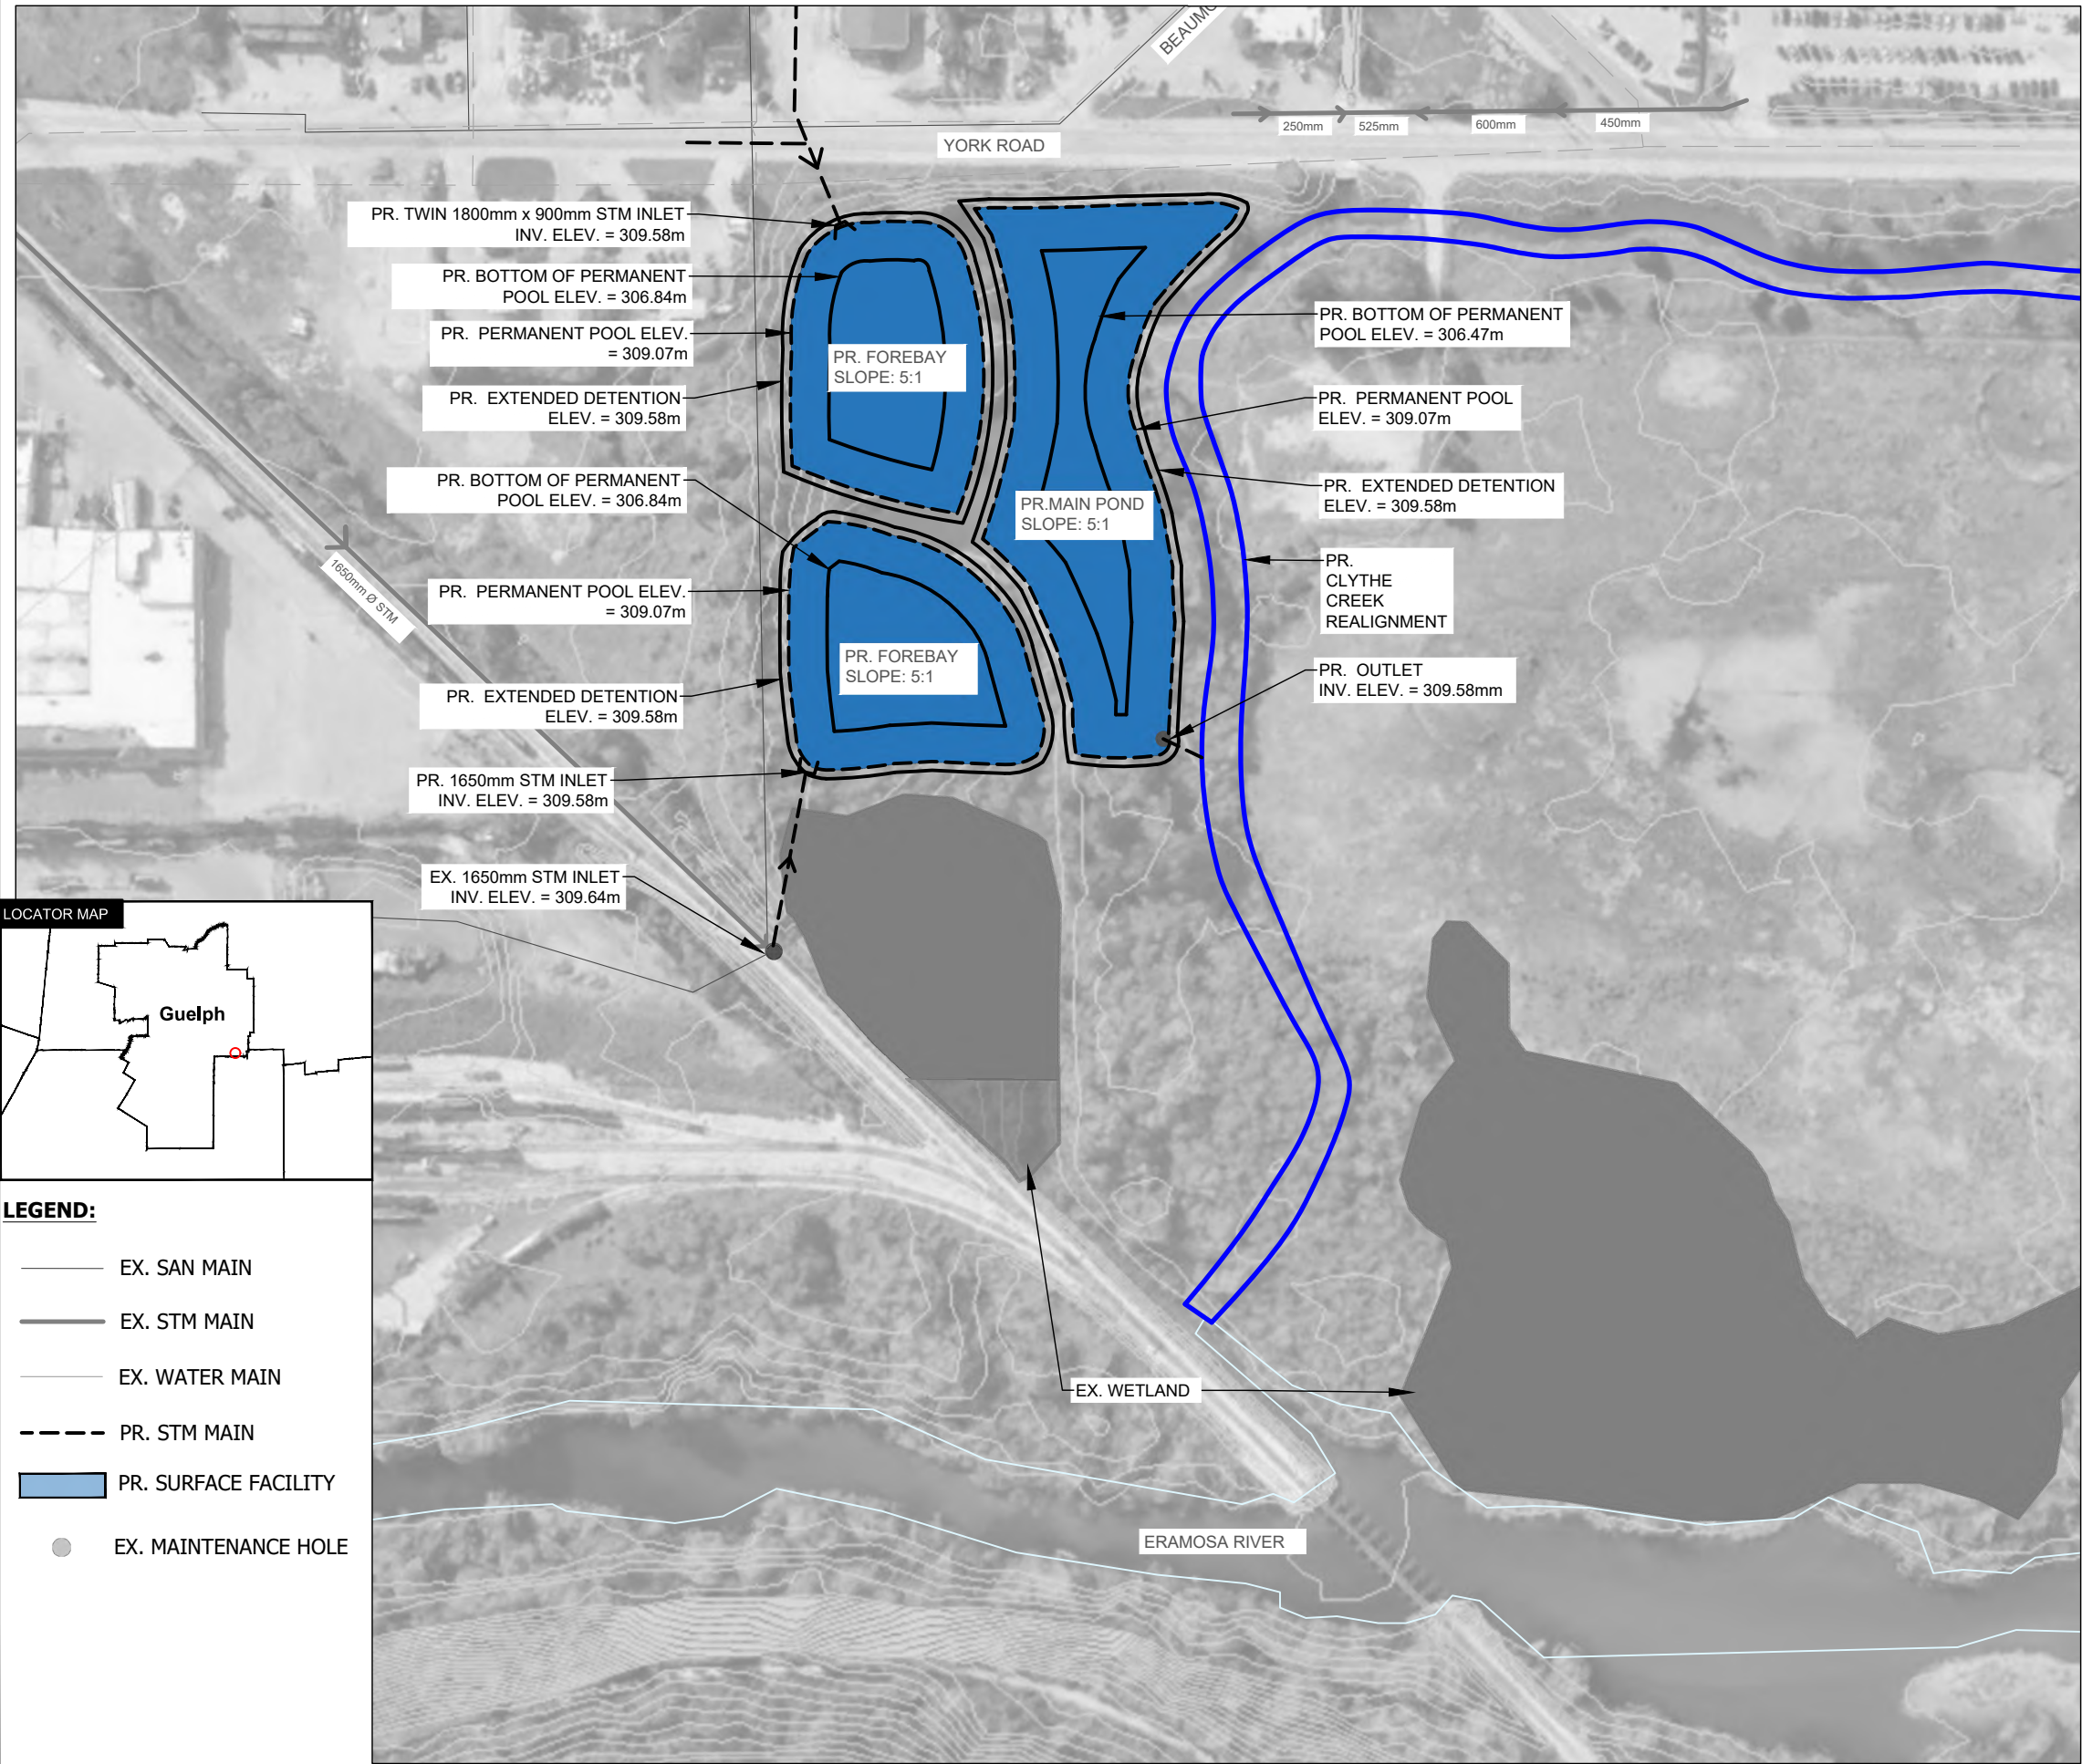 BEAUMO
250mm
525mm
600mm
450mm
YORK ROAD
PR. TWIN 1800mm x 900mm STM INLET
INV. ELEV. = 309.58m
PR. BOTTOM OF PERMANENT
POOL ELEV. = 306.84m
PR. PERMANENT POOL ELEV.
= 309.07m
PR. EXTENDED DETENTION
ELEV. = 309.58m
PR. BOTTOM OF PERMANENT
POOL ELEV. = 306.84m
PR. PERMANENT POOL ELEV.
= 309.07m
PR. EXTENDED DETENTION
ELEV. = 309.58m
PR. 1650mm STM INLET
INV. ELEV. = 309.58m
EX. 1650mm STM INLET
INV. ELEV. = 309.64m
1650mm Ø STM
PR. FOREBAY
SLOPE: 5:1
PR. FOREBAY
SLOPE: 5:1
PR.MAIN POND
SLOPE: 5:1
PR. BOTTOM OF PERMANENT
POOL ELEV. = 306.47m
PR. PERMANENT POOL
ELEV. = 309.07m
PR. EXTENDED DETENTION
ELEV. = 309.58m
PR.
CLYTHE
CREEK
REALIGNMENT
PR. OUTLET
INV. ELEV. = 309.58mm
EX. WETLAND
ERAMOSA RIVER
LOCATOR MAP
Guelph
LEGEND:
EX. SAN MAIN
EX. STM MAIN
EX. WATER MAIN
PR. STM MAIN
PR. SURFACE FACILITY
EX. MAINTENANCE HOLE